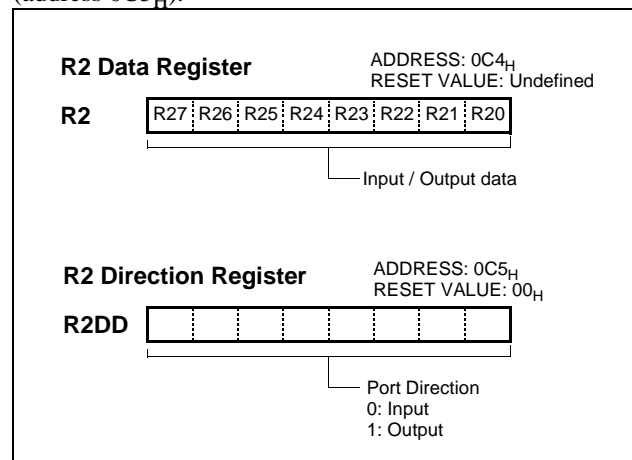 (address 0C5H).
R2 Data Register
ADDRESS: 0C4H
RESET VALUE: Undefined
R2
R27 R26 R25 R24 R23 R22 R21 R20
Input / Output data
R2 Direction Register
ADDRESS: 0C5H
RESET VALUE: 00H
R2DD
Port Direction
0: Input
1: Output